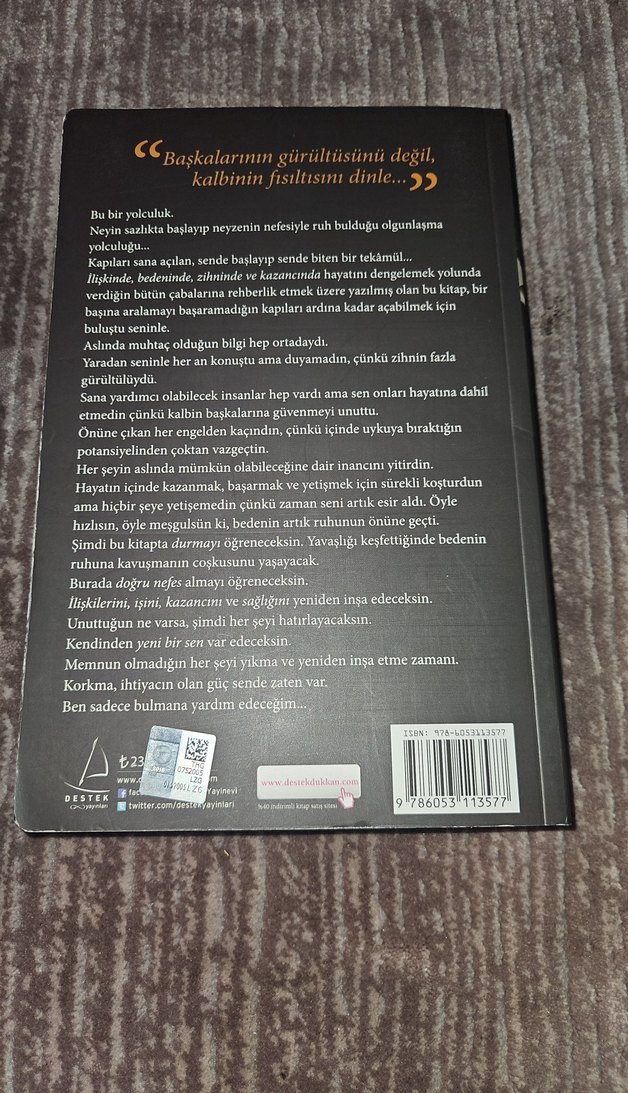 “Başkalarının gürültüsünü değil,
kalbinin fısıltısını dinle...”
Bu bir yolculuk.
Neyin sazlıkta başlayıp neyzenin nefesiyle ruh bulduğu olgunlaşma
yolculuğu...
Kapıları sana açılan, sende başlayıp sende biten bir tekâmül...
İlişkinde, bedeninde, zihninde ve kazancında hayatını dengelemek yolunda
verdiğin bütün çabalarına rehberlik etmek üzere yazılmış olan bu kitap, bir
başına aralamayı başaramadığın kapıları ardına kadar açabilmek için
buluştu seninle.
Aslında muhtaç olduğun bilgi hep ortadaydı.
Yaradan seninle her an konuştu ama duyamadın, çünkü zihnin fazla
gürültülüydü.
Sana yardımcı olabilecek insanlar hep vardı ama sen onları hayatına dahil
etmedin çünkü kalbin başkalarına güvenmeyi unuttu.
Önüne çıkan her engelden kaçındın, çünkü içinde uykuya bıraktığın
potansiyelinden çoktan vazgeçtin.
Her şeyin aslında mümkün olabileceğine dair inancını yitirdin.
Hayatın içinde kazanmak, başarmak ve yetişmek için sürekli koşturdun
ama hiçbir şeye yetişemedin çünkü zaman seni artık esir aldı. Öyle
hızlısın, öyle meşgulsün ki, bedenin artık ruhunun önüne geçti.
Şimdi bu kitapta durmayı öğreneceksin. Yavaşlığı keşfettiğinde bedenin
ruhuna kavuşmanın coşkusunu yaşayacak.
Burada doğru nefes almayı öğreneceksin.
İlişkilerini, işini, kazancını ve sağlığını yeniden inşa edeceksin.
Unuttuğun ne varsa, şimdi her şeyi hatırlayacaksın.
Kendinden yeni bir sen var edeceksin.
Memnun olmadığın her şeyi yıkma ve yeniden inşa etme zamanı.
Korkma, ihtiyacın olan güç sende zaten var.
Ben sadece bulmana yardım edeceğim...
₺23
THG
0752005
LZG
DESTEK
yayınları
twitter.com/destekyayinlari
www.destekdukkan.com
%40 indirimli kitap satış sitesi
ISBN: 978-6053113577
9 786053 113577